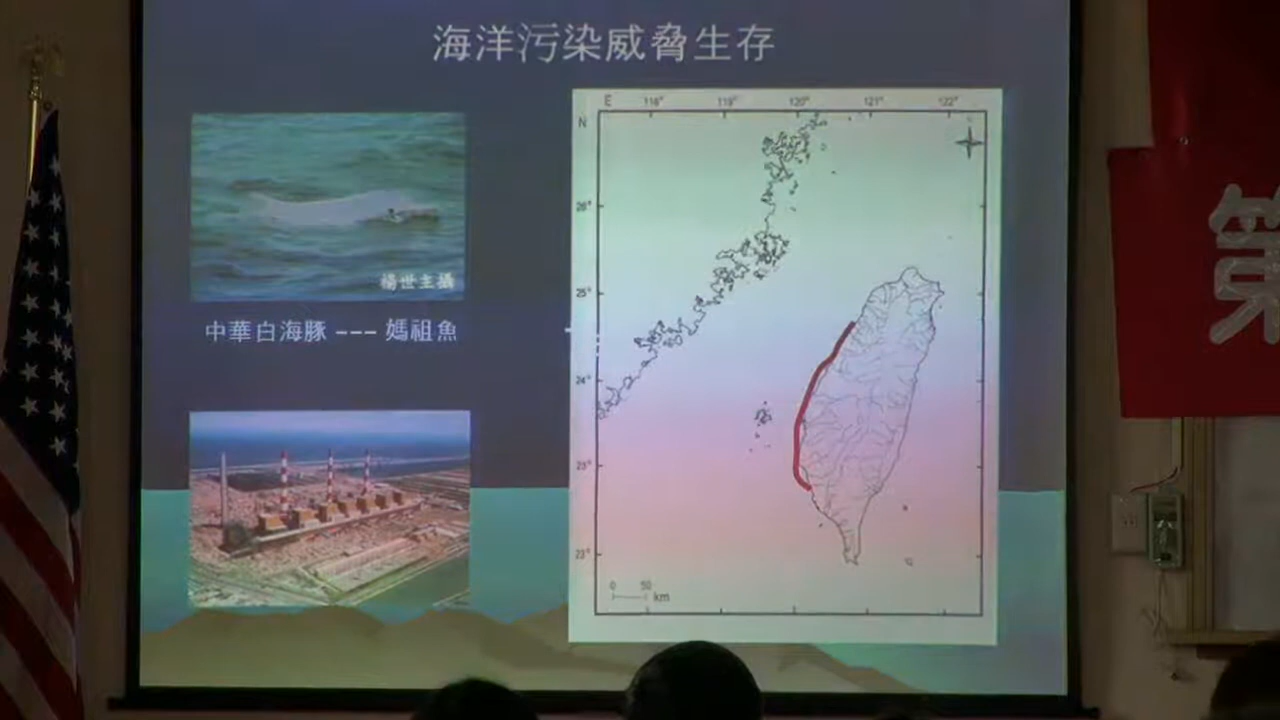 海洋污染威脅生存
楊世主攝
中華白海豚 --- 媽祖魚
E 118° 119° 120° 121° 122°
N
26°
25°
24°
23°
0 50
km
第